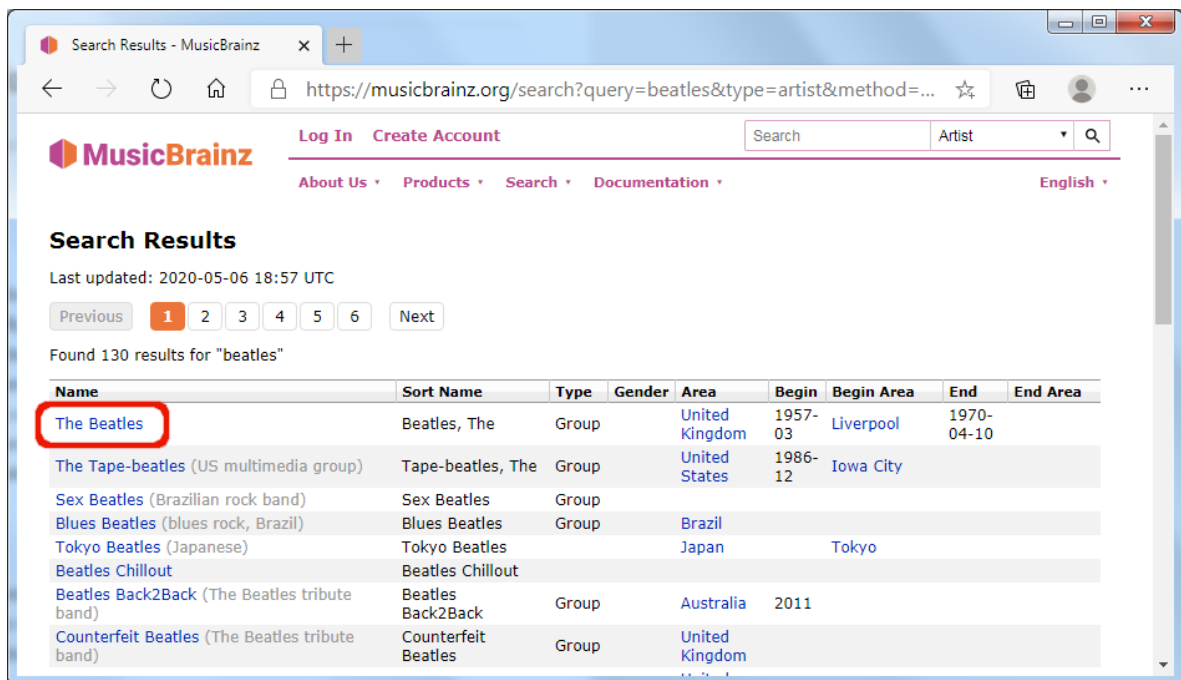 Search Results - MusicBrainz
https://musicbrainz.org/search?query=beatles&type=artist&method=...
MusicBrainz
Log In Create Account
Search Artist
About Us Products Search Documentation English
Search Results
Last updated: 2020-05-06 18:57 UTC
Previous 1 2 3 4 5 6 Next
Found 130 results for "beatles"
Name Sort Name Type Gender Area Begin Begin Area End End Area
The Beatles Beatles, The Group United Kingdom 1957-03 Liverpool 1970-04-10
The Tape-beatles (US multimedia group) Tape-beatles, The Group United States 1986-12 Iowa City
Sex Beatles (Brazilian rock band) Sex Beatles Group
Blues Beatles (blues rock, Brazil) Blues Beatles Group Brazil
Tokyo Beatles (Japanese) Tokyo Beatles Japan Tokyo
Beatles Chillout Beatles Chillout
Beatles Back2Back (The Beatles tribute band) Beatles Back2Back Group Australia 2011
Counterfeit Beatles (The Beatles tribute band) Counterfeit Beatles Group United Kingdom